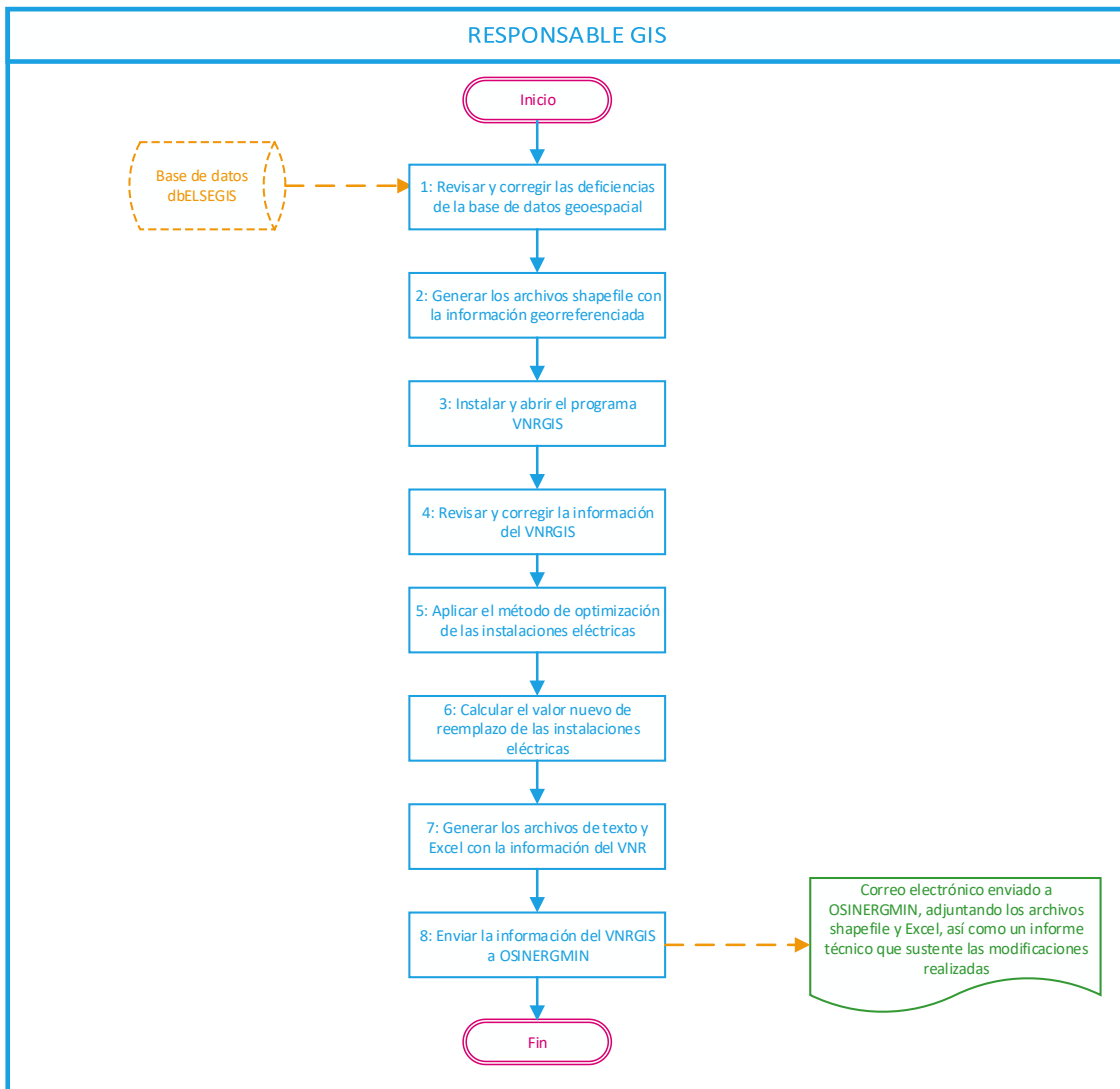 RESPONSABLE GIS
Inicio
Base de datos
dbELSEGIS
1: Revisar y corregir las deficiencias
de la base de datos geoespacial
2: Generar los archivos shapefile con
la información georreferenciada
3: Instalar y abrir el programa
VNRGIS
4: Revisar y corregir la información
del VNRGIS
5: Aplicar el método de optimización
de las instalaciones eléctricas
6: Calcular el valor nuevo de
reemplazo de las instalaciones
eléctricas
7: Generar los archivos de texto y
Excel con la información del VNR
8: Enviar la información del VNRGIS
a OSINERGMIN
Correo electrónico enviado a
OSINERGMIN, adjuntando los archivos
shapefile y Excel, así como un informe
técnico que sustente las modificaciones
realizadas
Fin